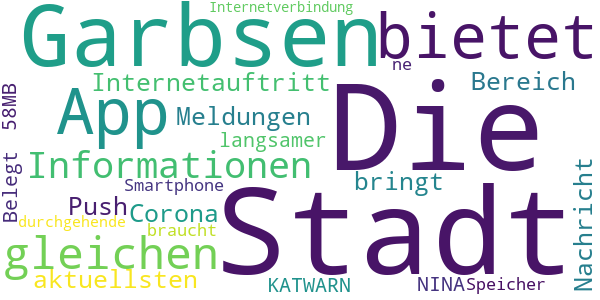 Internetverbindung
Garbsen
bietet
ne
Internetauftritt
Bereich
58MB
App
Meldungen
Die
langsamer
Informationen
Belegt
Smartphone
bringt
Nachricht
Push
Corona
Stadt
durchgehende
braucht
gleichen
aktuellsten
KATWARN
NINA
Speicher